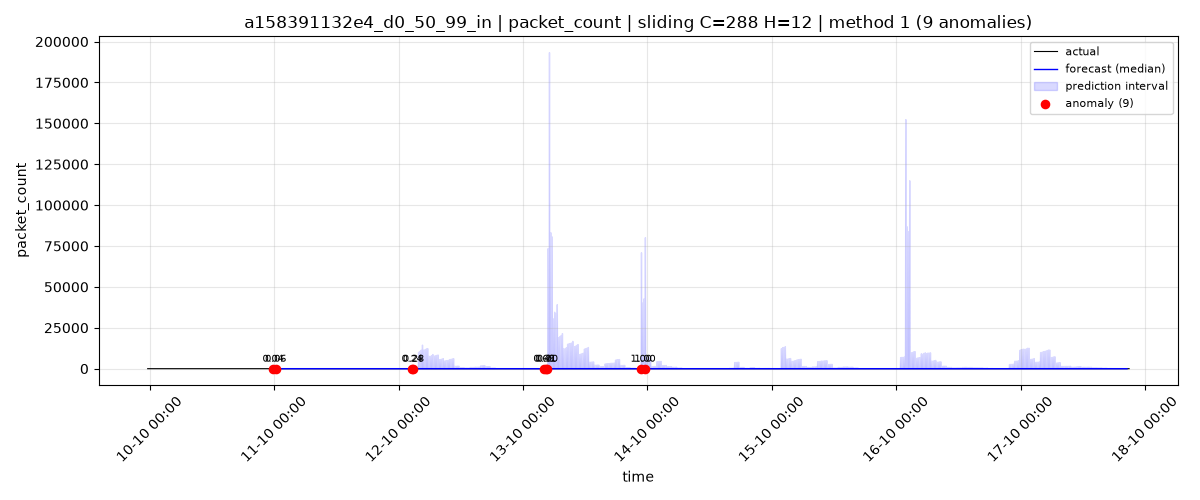 a158391132e4_d0_50_99_in | packet_count | sliding C=288 H=12 | method 1 (9 anomalies)
actual
forecast (median)
prediction interval
anomaly (9)
packet_count
200000
175000
150000
125000
100000
75000
50000
25000
0
10-10 00:00
11-10 00:00
12-10 00:00
13-10 00:00
14-10 00:00
15-10 00:00
16-10 00:00
17-10 00:00
18-10 00:00
time